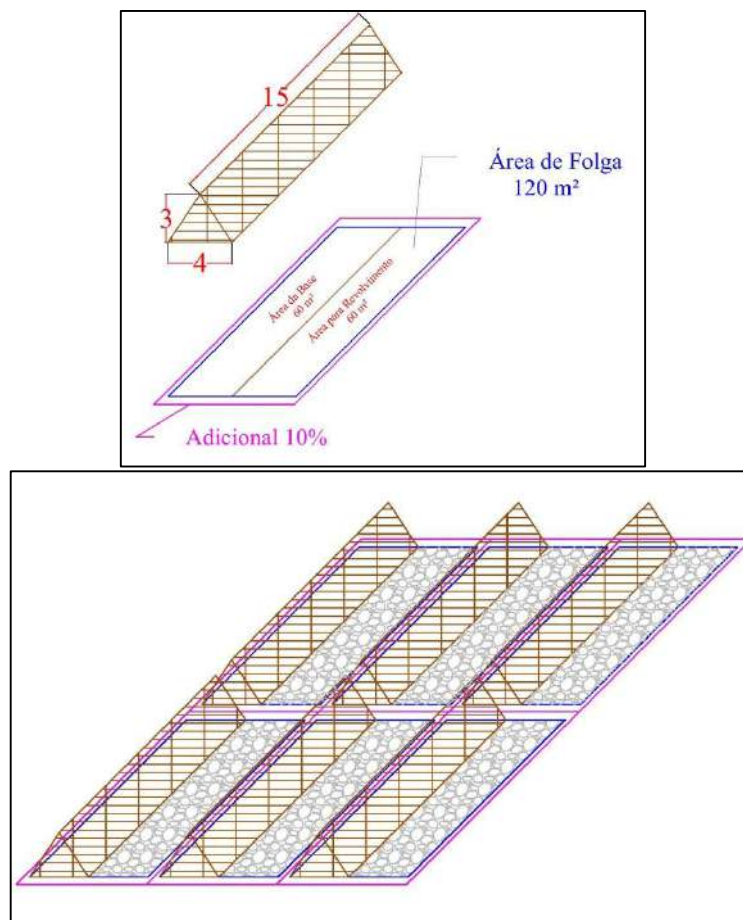 15
3
4
Área de Folga
120 m²
Área da Base
60 m²
Área para Revolvimento
60 m²
Adicional 10%